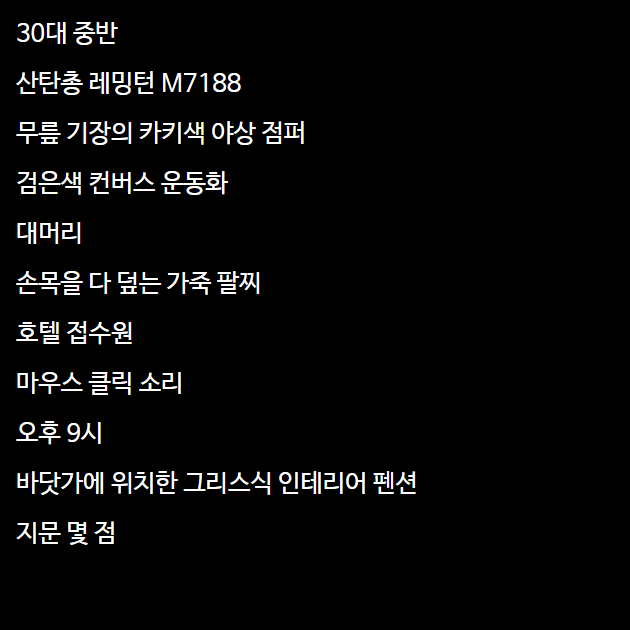 30대 중반
산탄총 레밍턴 M7188
무릎 기장의 카키색 야상 점퍼
검은색 컨버스 운동화
대머리
손목을 다 덮는 가죽 팔찌
호텔 접수원
마우스 클릭 소리
오후 9시
바닷가에 위치한 그리스식 인테리어 펜션
지문 몇 점